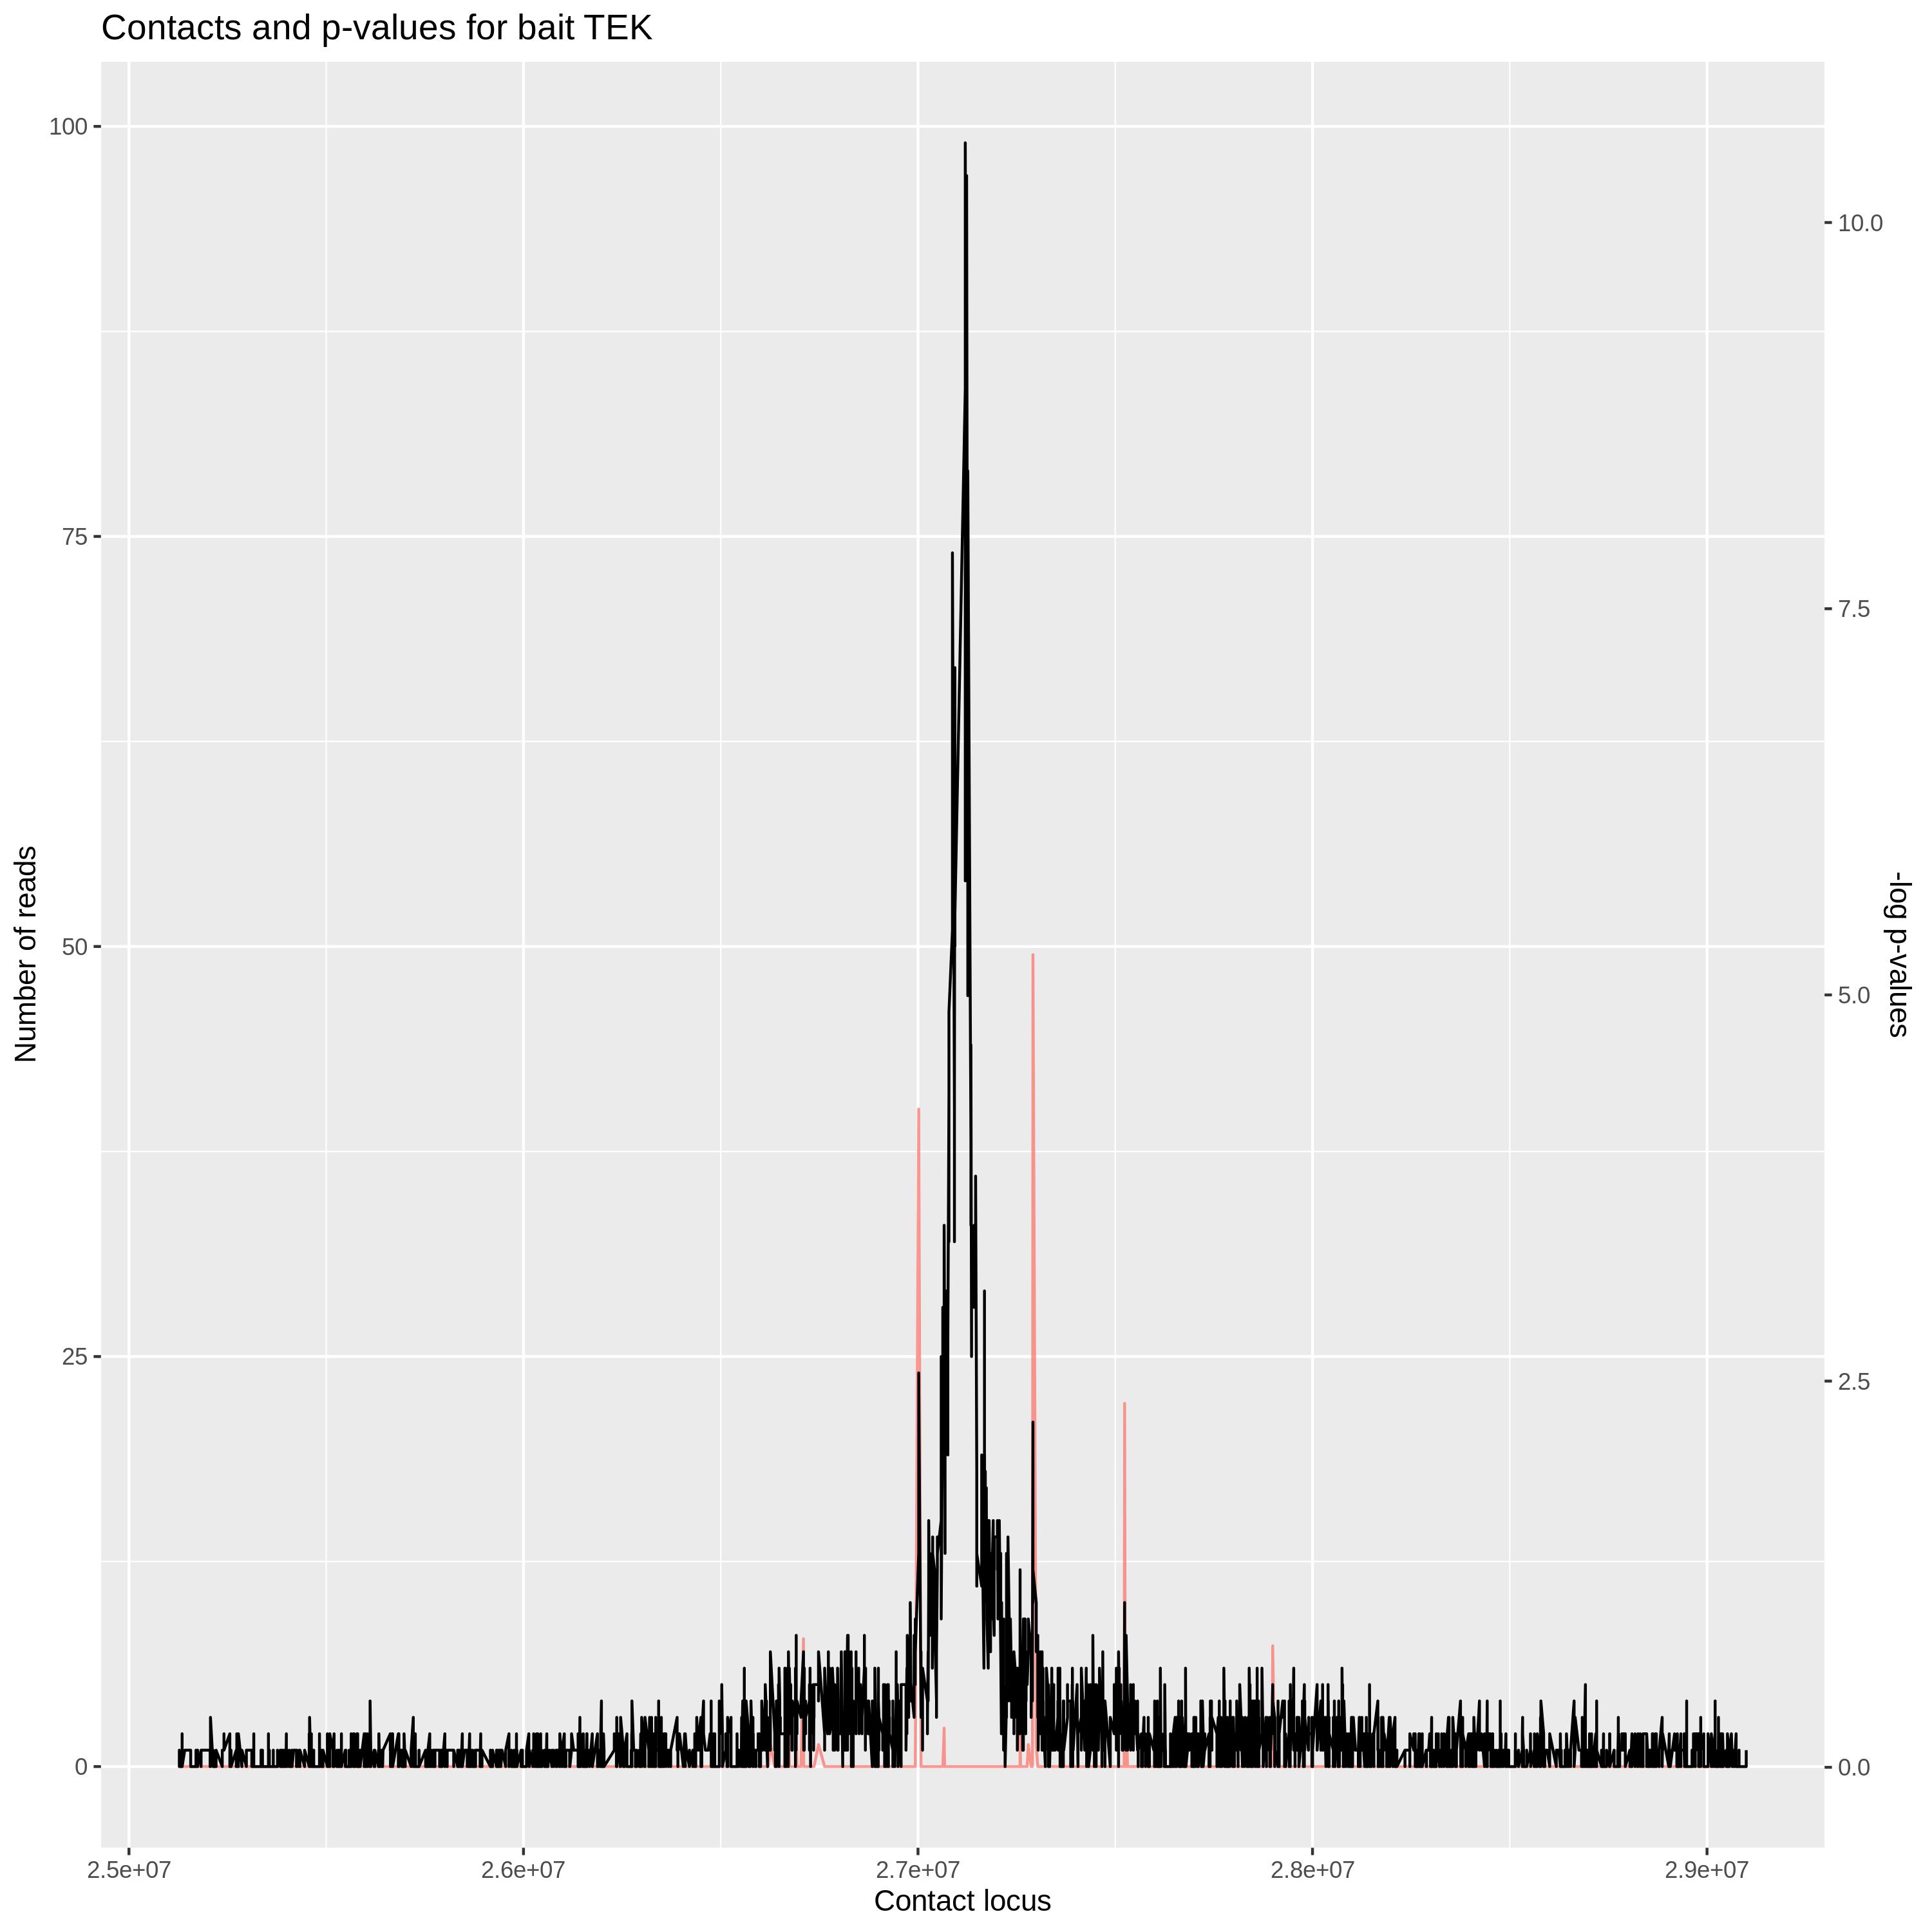 Contacts and p-values for bait TEK
100
75
50
25
0
Number of reads
10.0
7.5
5.0
2.5
0.0
-log p-values
2.5e+07 2.6e+07 2.7e+07 2.8e+07 2.9e+07
Contact locus